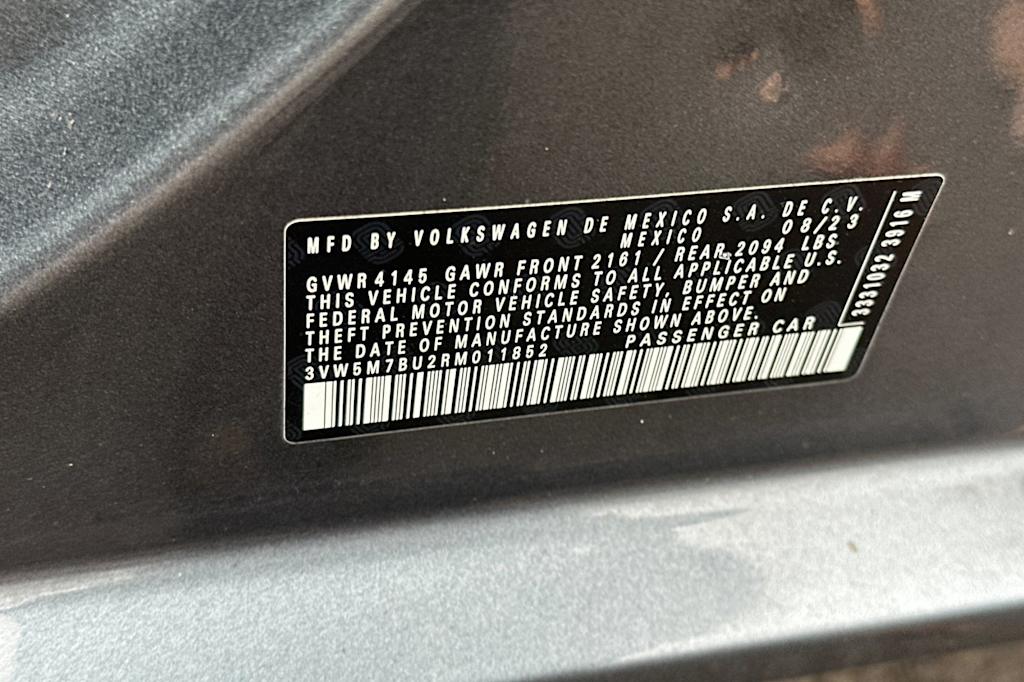 MFD BY VOLKSWAGEN DE MEXICO S.A. DE C.V.
MEXICO 08/23
GVWR 4145 GAWR FRONT 2161 / REAR 2094 LBS
THIS VEHICLE CONFORMS TO ALL APPLICABLE U.S.
FEDERAL MOTOR VEHICLE SAFETY, BUMPER AND
THEFT PREVENTION STANDARDS IN EFFECT ON
THE DATE OF MANUFACTURE SHOWN ABOVE.
3VW5M7BU2RM011852 PASSENGER CAR
3331032 3916 M